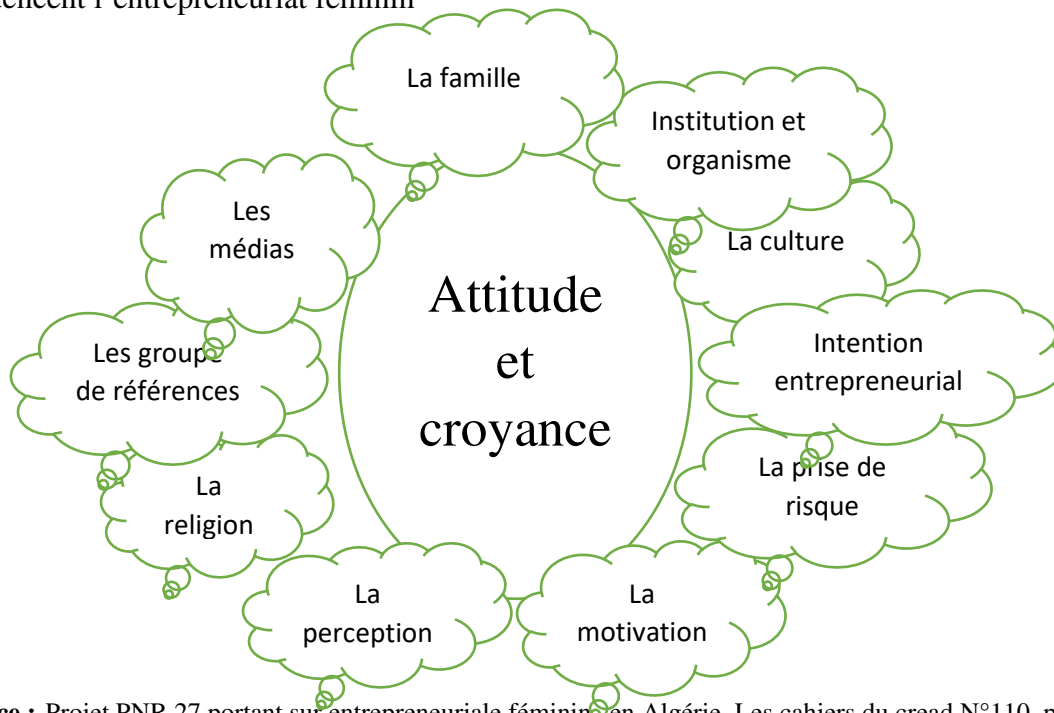 l'entrepreneuriat féminin
La famille
Institution et
organisme
Les
médias
La culture
Attitude
et
croyance
Les groupe
de références
Intention
entrepreneurial
La
religion
La prise de
risque
La
perception
La
motivation
: Projet PNR 27 portant sur entrepreneuriale féminine en Algérie. Les cahiers du cread N°110, p